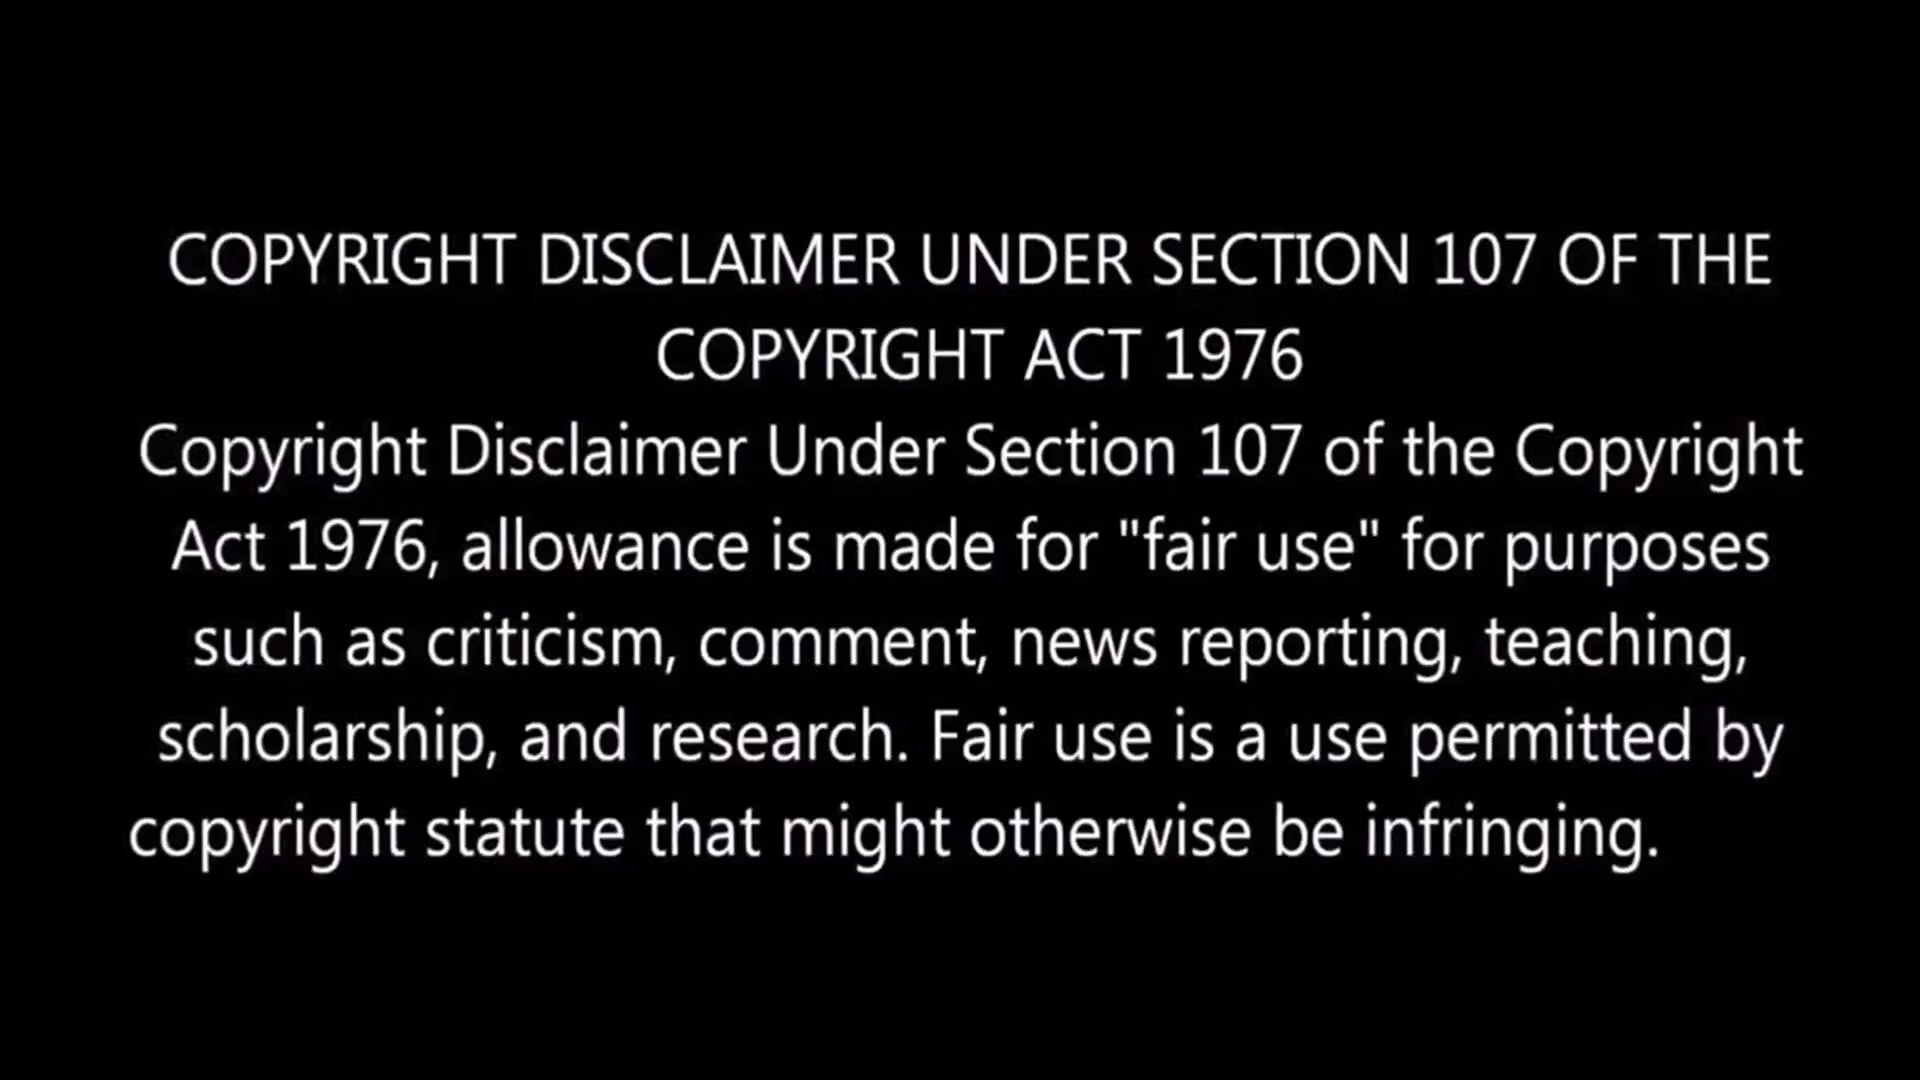 COPYRIGHT DISCLAIMER UNDER SECTION 107 OF THE
COPYRIGHT ACT 1976
Copyright Disclaimer Under Section 107 of the Copyright
Act 1976, allowance is made for "fair use" for purposes
such as criticism, comment, news reporting, teaching,
scholarship, and research. Fair use is a use permitted by
copyright statute that might otherwise be infringing.